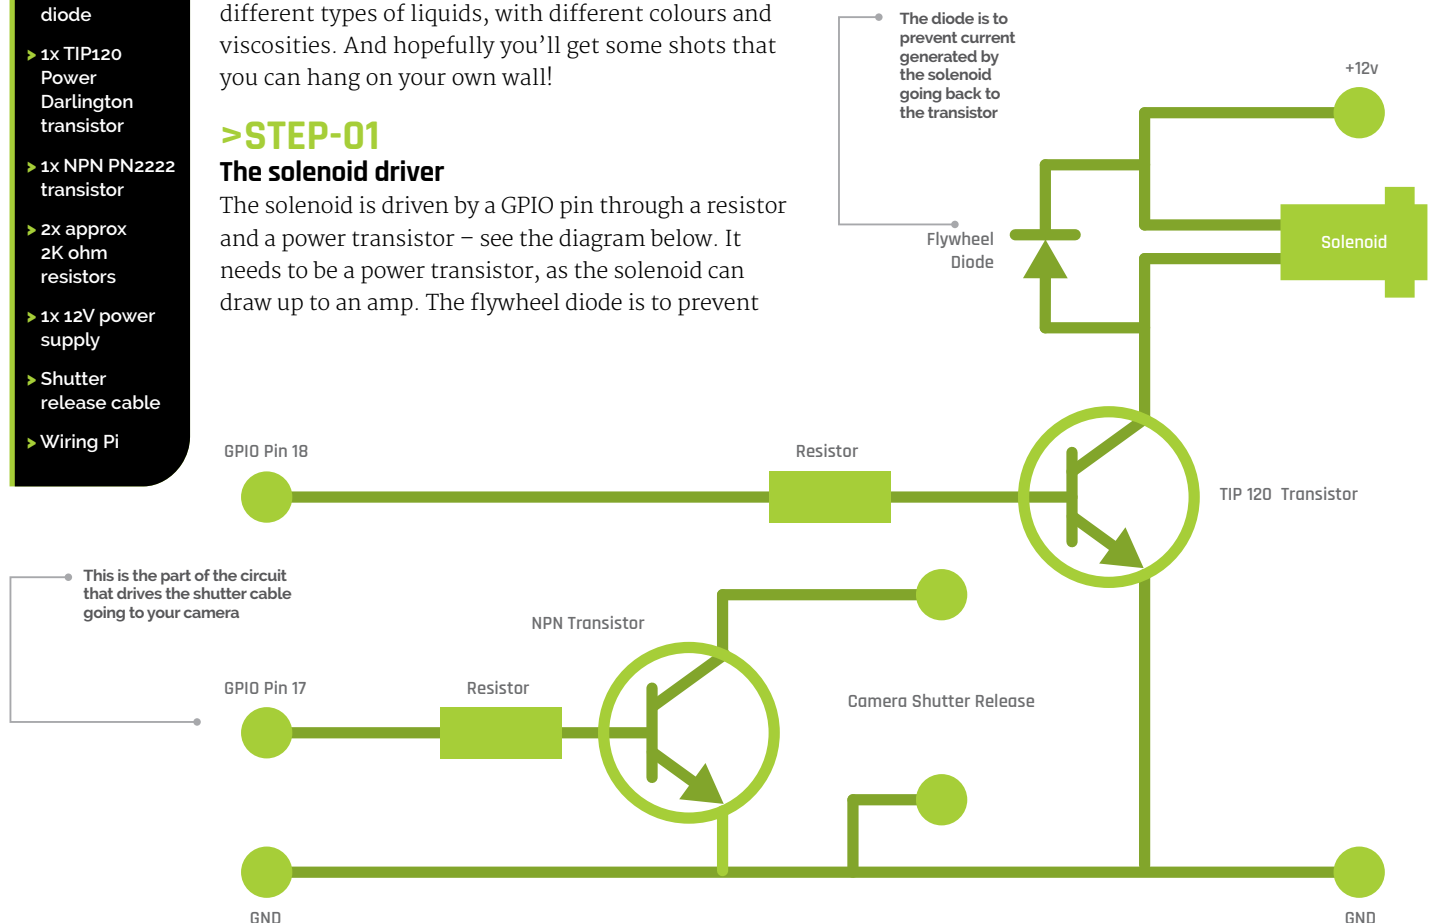 diode
> 1x TIP120
Power
Darlington
transistor
> 1x NPN PN2222
transistor
> 2x approx
2K ohm
resistors
> 1x 12V power
supply
> Shutter
release cable
> Wiring Pi
different types of liquids, with different colours and
viscosities. And hopefully you’ll get some shots that
you can hang on your own wall!
>STEP-01
The solenoid driver
The solenoid is driven by a GPIO pin through a resistor
and a power transistor – see the diagram below. It
needs to be a power transistor, as the solenoid can
draw up to an amp. The flywheel diode is to prevent
The diode is to
prevent current
generated by
the solenoid
going back to
the transistor
+12v
Flywheel
Diode
Solenoid
GPIO Pin 18
Resistor
TIP 120 Transistor
This is the part of the circuit
that drives the shutter cable
going to your camera
NPN Transistor
GPIO Pin 17
Resistor
Camera Shutter Release
GND
GND